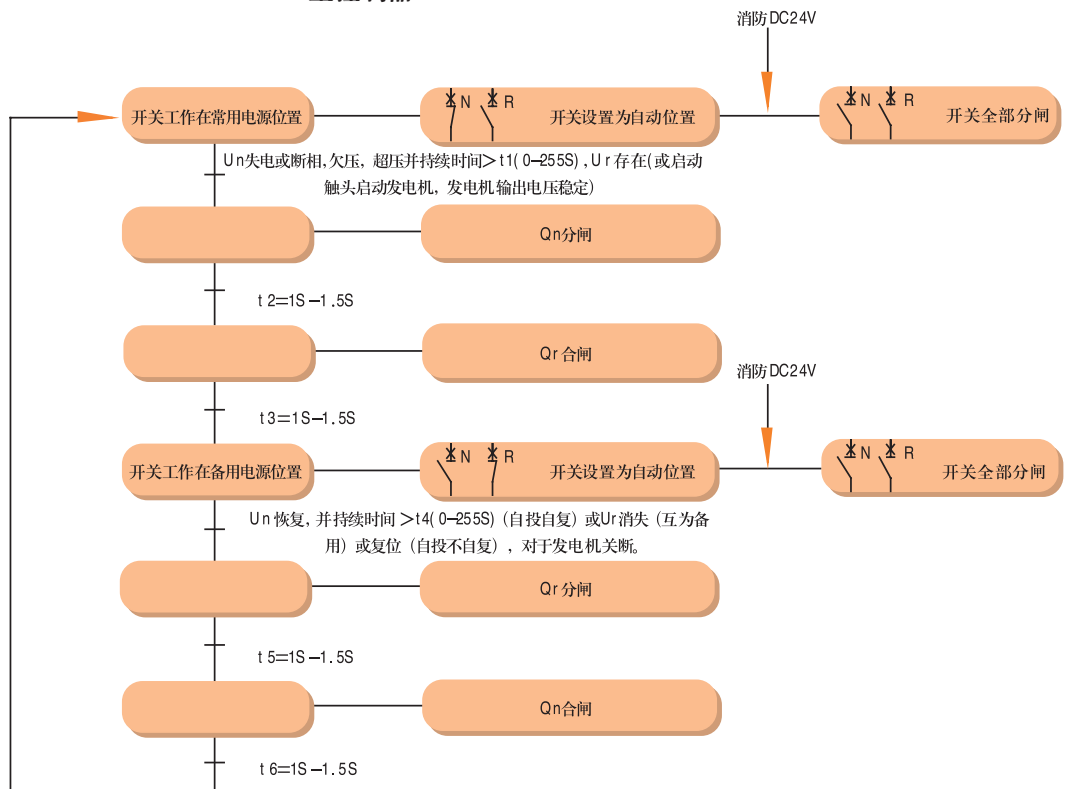 消防DC24V
开关工作在常用电源位置
N
R
开关设置为自动位置
N
R
开关全部分闸
Un失电或断相,欠压，超压并持续时间＞t1(0—255S),Ur存在(或启动
触头启动发电机，发电机输出电压稳定）
Qn分闸
t2=1S—1.5S
Qr合闸
消防DC24V
t3=1S—1.5S
开关工作在备用电源位置
N
R
开关设置为自动位置
N
R
开关全部分闸
Un恢复,并持续时间＞t4(0—255S)（自投自复）或Ur消失（互为备
用）或复位（自投不自复），对于发电机关断。
Qr分闸
t5=1S—1.5S
Qn合闸
t6=1S—1.5S